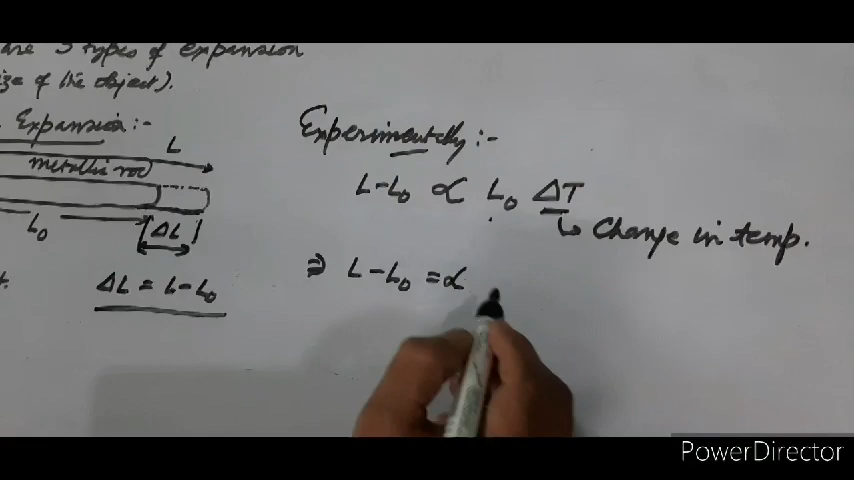 are 3 types of expansion
of the object).
Expansion:-
L
metallic rod
L₀
ΔL
ΔL = L-L₀
Experimentally :-
L-L₀ ∝ L₀ ΔT
↳ Change in temp.
⇒ L-L₀ = α
PowerDirector